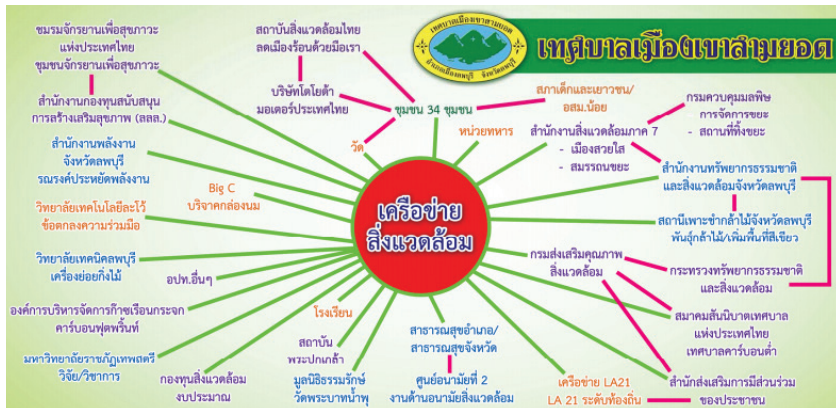 เทศบาลเมืองเขาสามยอด
เทศบาลเมืองเขาสามยอด
อำเภอเมืองลพบุรี จังหวัดลพบุรี
เครือข่าย
สิ่งแวดล้อม
ชมรมจักรยานเพื่อสุขภาวะ
แห่งประเทศไทย
ชุมชนจักรยานเพื่อสุขภาวะ
สำนักงานกองทุนสนับสนุน
การสร้างเสริมสุขภาพ (สสส.)
สำนักงานพลังงาน
จังหวัดลพบุรี
รณรงค์ประหยัดพลังงาน
วิทยาลัยเทคโนโลยีละโว้
ข้อตกลงความร่วมมือ
วิทยาลัยเทคนิคลพบุรี
เครื่องย่อยกิ่งไม้
องค์การบริหารจัดการก๊าซเรือนกระจก
คาร์บอนฟุตพริ้นท์
มหาวิทยาลัยราชภัฏเทพสตรี
วิจัย/วิชาการ
สถาบันสิ่งแวดล้อมไทย
ลดเมืองร้อนด้วยมือเรา
บริษัทโตโยต้า
มอเตอร์ประเทศไทย
วัด
Big C
บริจาคกล่องนม
อปท.อื่นๆ
กองทุนสิ่งแวดล้อม
งบประมาณ
โรงเรียน
สถาบัน
พระปกเกล้า
มูลนิธิธรรมรักษ์
วัดพระบาทน้ำพุ
ชุมชน 34 ชุมชน
สภาเด็กและเยาวชน/
อสม.น้อย
หน่วยทหาร
สำนักงานสิ่งแวดล้อมภาค 7
- เมืองสวยใส
- สมรรถนขยะ
กรมควบคุมมลพิษ
- การจัดการขยะ
- สถานที่ทิ้งขยะ
สำนักงานทรัพยากรธรรมชาติ
และสิ่งแวดล้อมจังหวัดลพบุรี
สถานีเพาะชำกล้าไม้จังหวัดลพบุรี
พันธุ์กล้าไม้/เพิ่มพื้นที่สีเขียว
กรมส่งเสริมคุณภาพ
สิ่งแวดล้อม
กระทรวงทรัพยากรธรรมชาติ
และสิ่งแวดล้อม
สมาคมสันนิบาตเทศบาล
แห่งประเทศไทย
เทศบาลคาร์บอนต่ำ
สำนักส่งเสริมการมีส่วนร่วม
ของประชาชน
สาธารณสุขอำเภอ/
สาธารณสุขจังหวัด
ศูนย์อนามัยที่ 2
งานด้านอนามัยสิ่งแวดล้อม
เครือข่าย LA21
LA 21 ระดับท้องถิ่น